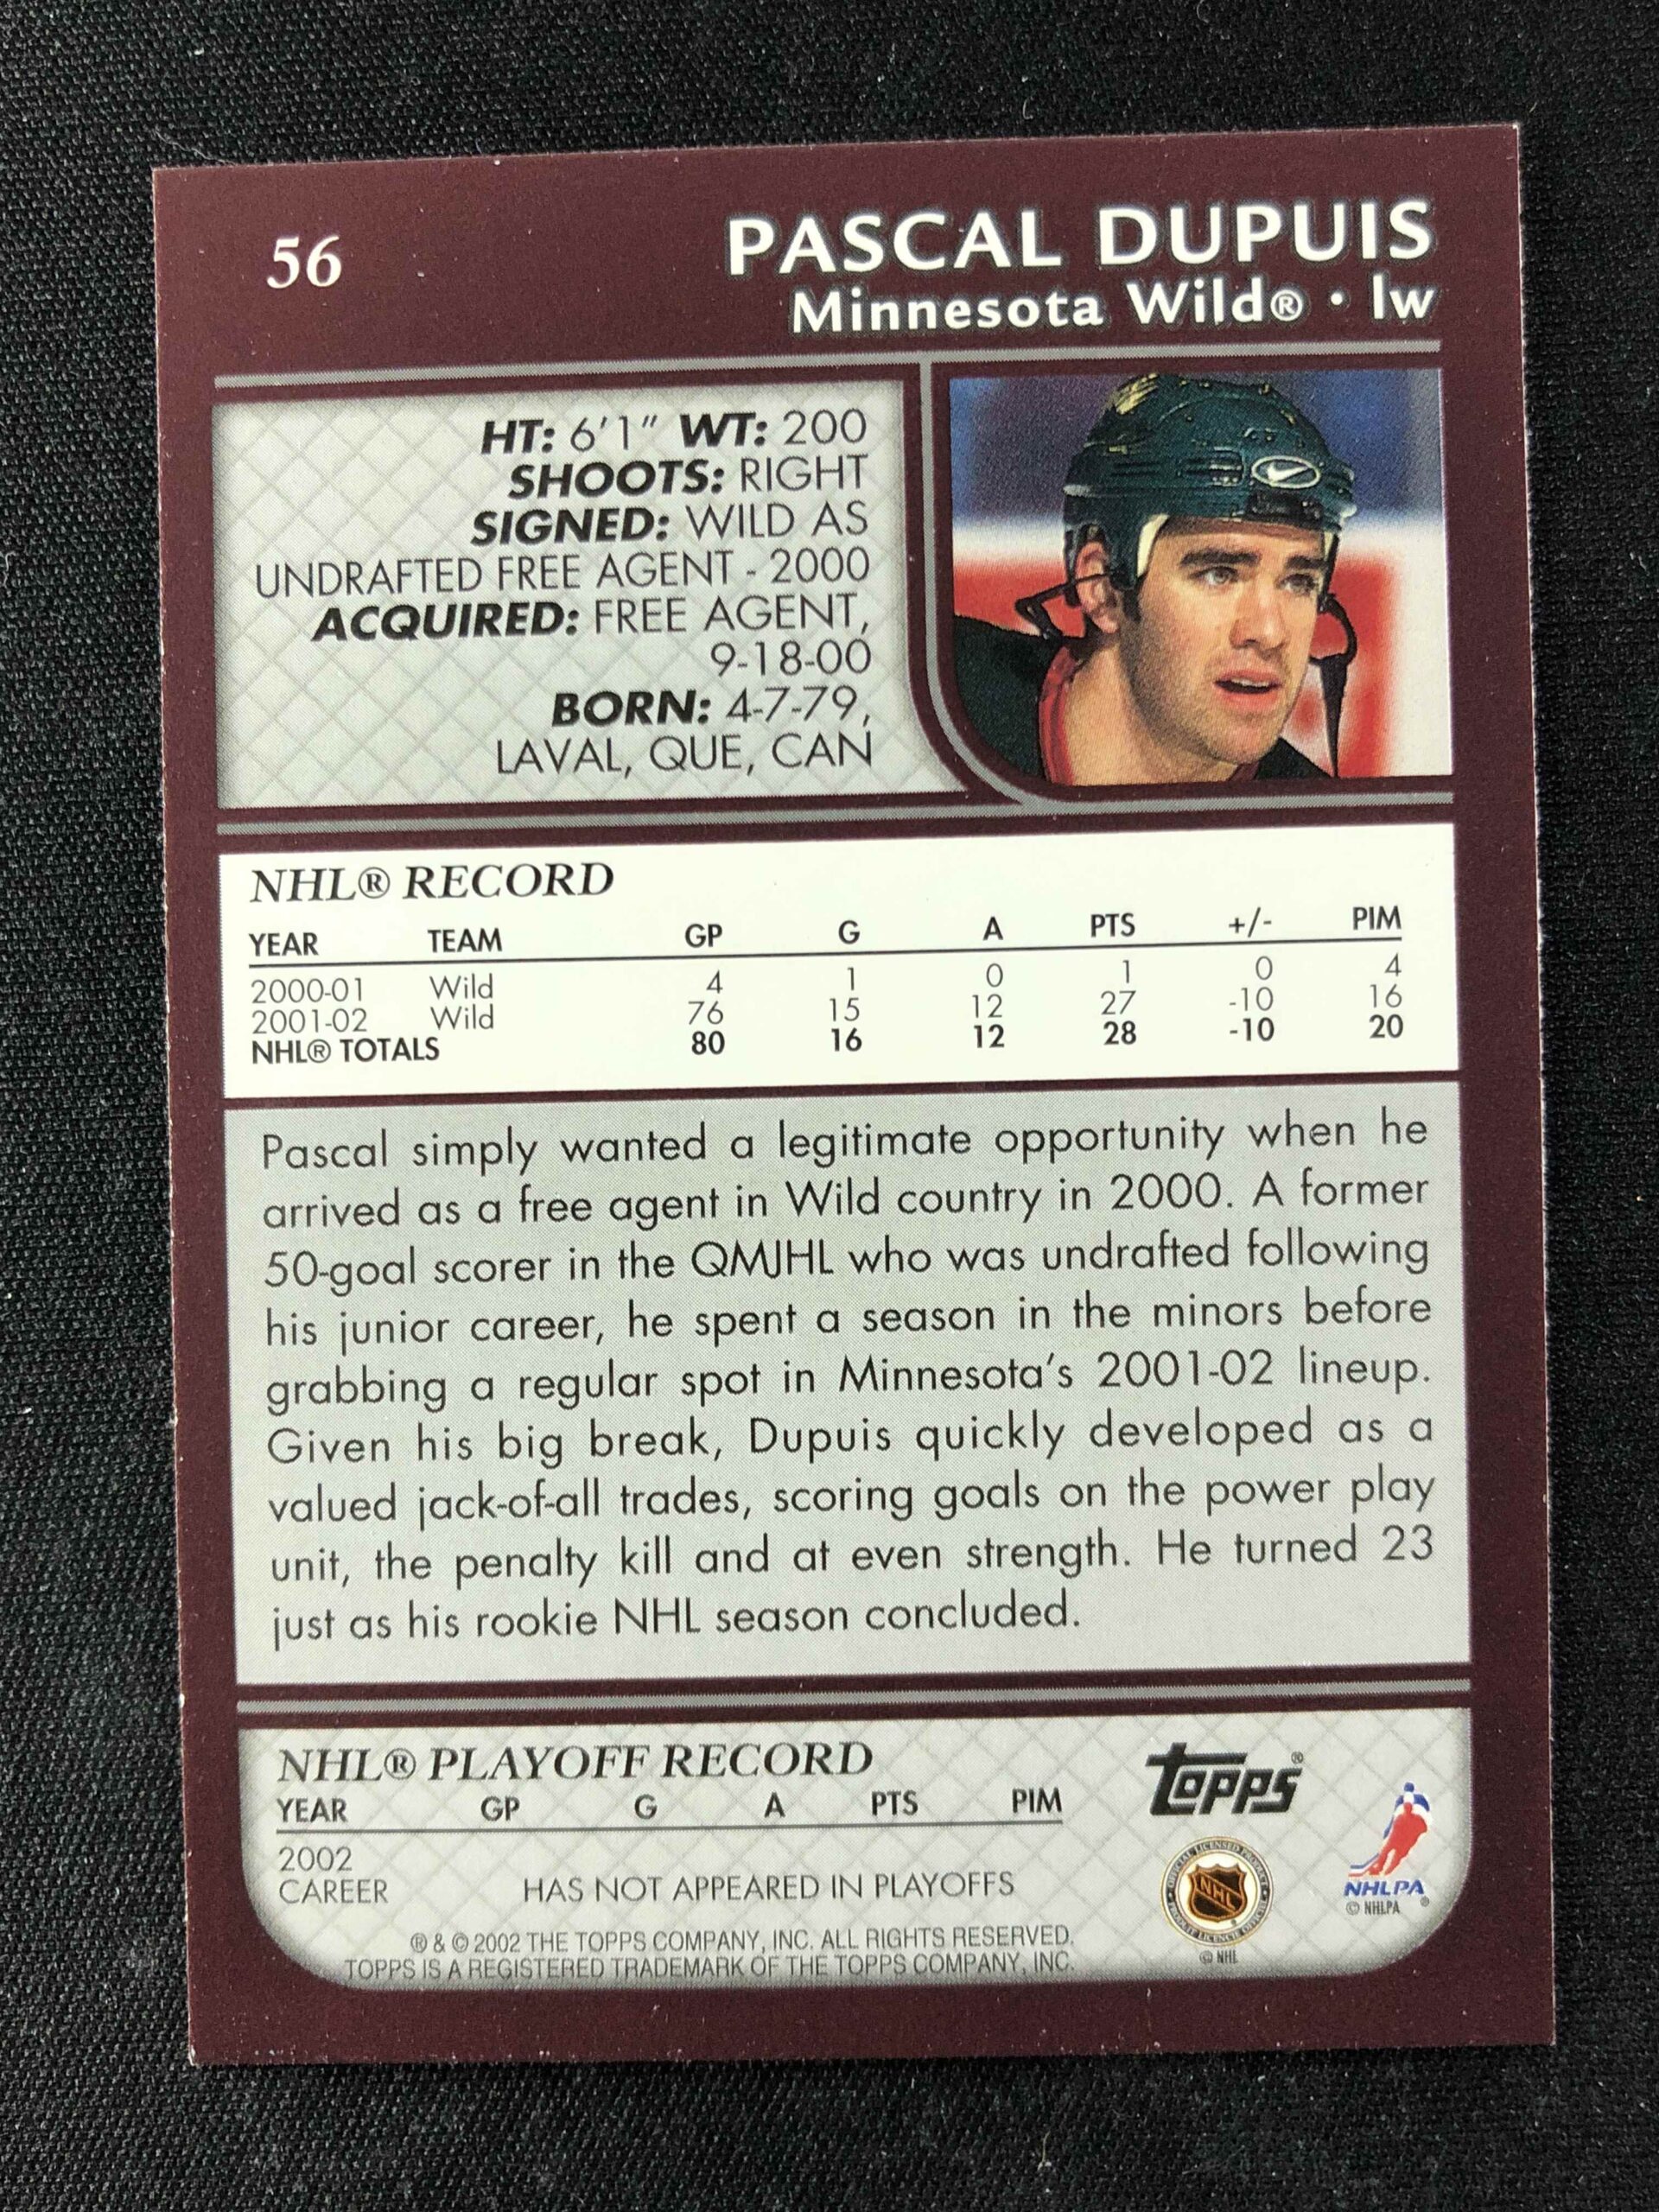 56
PASCAL DUPUIS
Minnesota Wild® • lw
HT: 6'1" WT: 200
SHOOTS: RIGHT
SIGNED: WILD AS
UNDRAFTED FREE AGENT - 2000
ACQUIRED: FREE AGENT,
9-18-00
BORN: 4-7-79,
LAVAL, QUE, CAN
NHL® RECORD
YEAR TEAM GP G A PTS +/- PIM
2000-01 Wild 4 1 0 1 0 4
2001-02 Wild 76 15 12 27 -10 16
NHL® TOTALS 80 16 12 28 -10 20
Pascal simply wanted a legitimate opportunity when he
arrived as a free agent in Wild country in 2000. A former
50-goal scorer in the QMJHL who was undrafted following
his junior career, he spent a season in the minors before
grabbing a regular spot in Minnesota's 2001-02 lineup.
Given his big break, Dupuis quickly developed as a
valued jack-of-all trades, scoring goals on the power play
unit, the penalty kill and at even strength. He turned 23
just as his rookie NHL season concluded.
NHL® PLAYOFF RECORD
YEAR GP G A PTS PIM
2002
CAREER HAS NOT APPEARED IN PLAYOFFS
® & © 2002 THE TOPPS COMPANY, INC. ALL RIGHTS RESERVED.
TOPPS IS A REGISTERED TRADEMARK OF THE TOPPS COMPANY, INC.
Topps®
OFFICIAL LICENSED PRODUCT
NHL
© NHL
NHLPA®
© NHLPA